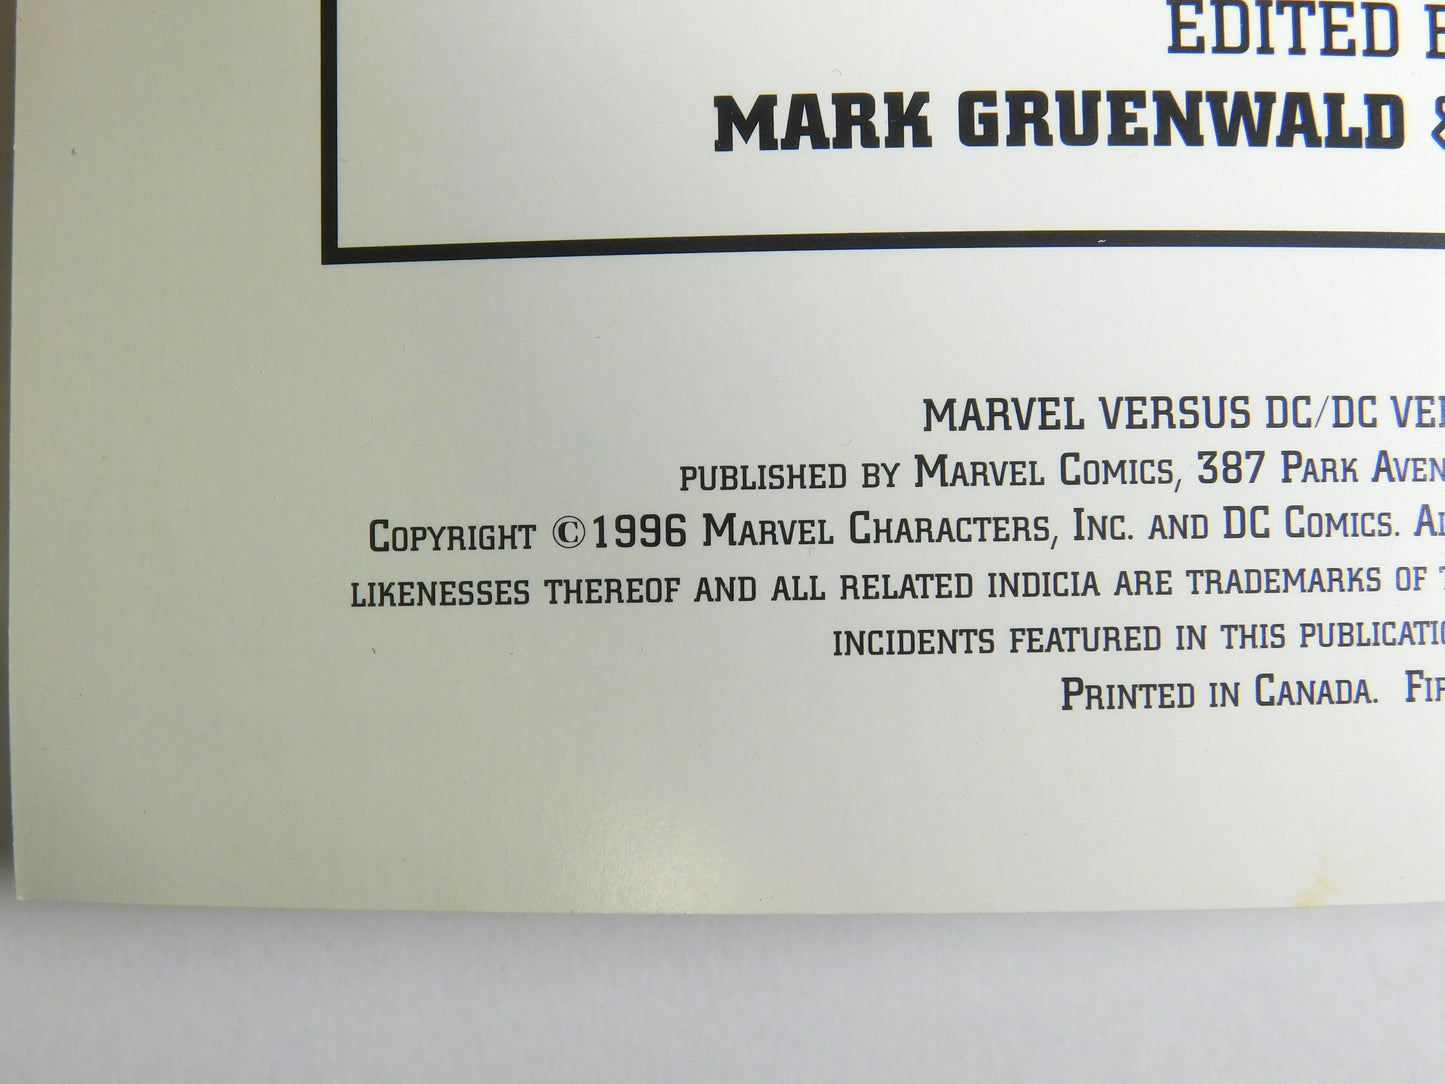 EDITED
MARK GRUENWALD &
MARVEL VERSUS DC/DC
PUBLISHED BY MARVEL COMICS, 387 PARK
COPYRIGHT ©1996 MARVEL CHARACTERS, INC. AND DC COMICS.
LIKENESSES THEREOF AND ALL RELATED INDICIA ARE TRADEMARKS OF
INCIDENTS FEATURED IN THIS
PRINTED IN CANADA.